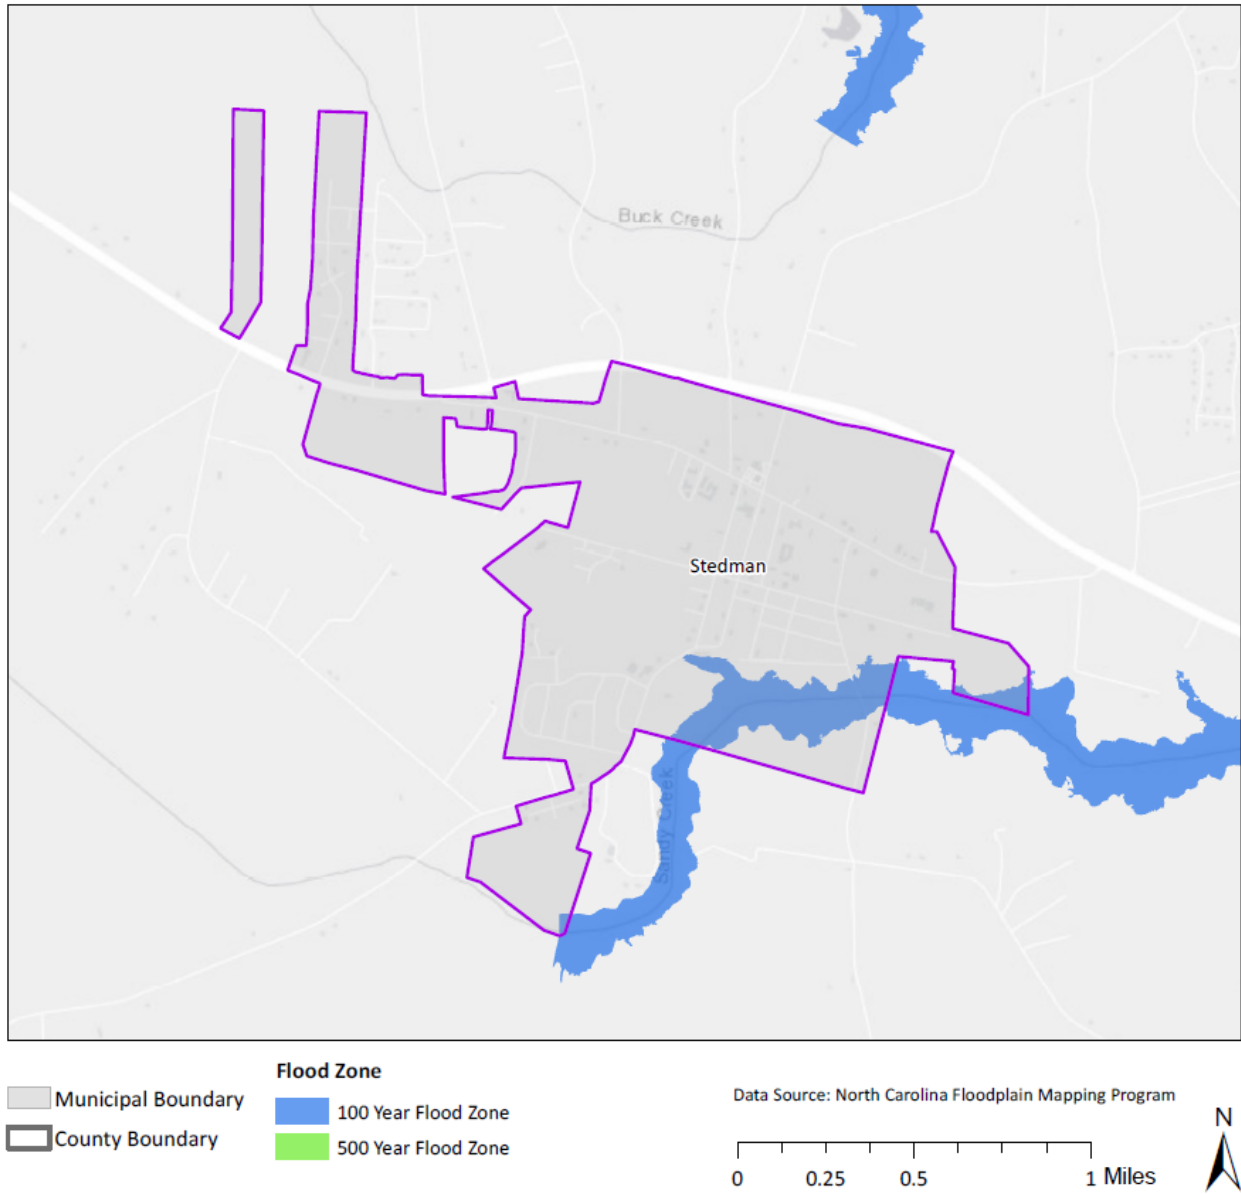 Buck Creek
Stedman
Sandy Creek
Flood Zone
Municipal Boundary
County Boundary
100 Year Flood Zone
500 Year Flood Zone
Data Source: North Carolina Floodplain Mapping Program
0 0.25 0.5 1 Miles
N